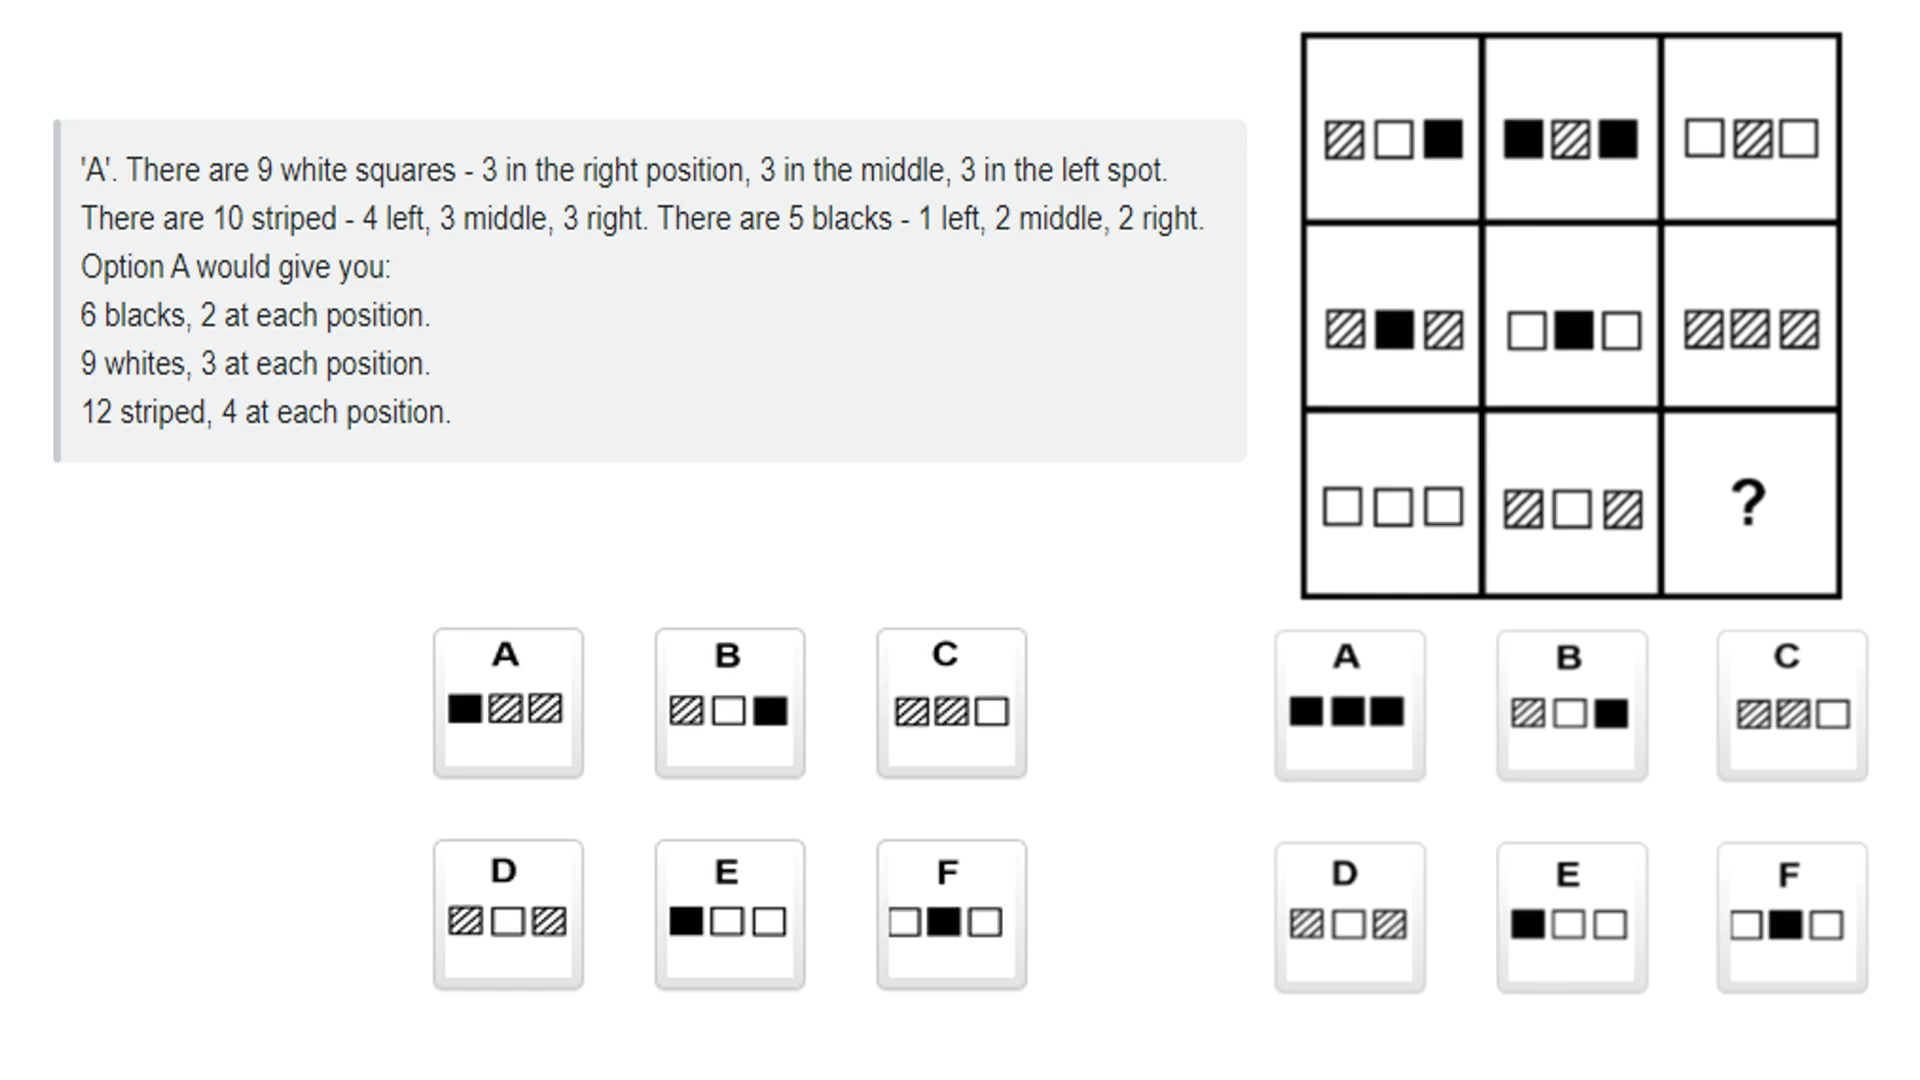 'A'. There are 9 white squares - 3 in the right position, 3 in the middle, 3 in the left spot.
There are 10 striped - 4 left, 3 middle, 3 right. There are 5 blacks - 1 left, 2 middle, 2 right.
Option A would give you:
6 blacks, 2 at each position.
9 whites, 3 at each position.
12 striped, 4 at each position.
?
A B C
D E F
A B C
D E F